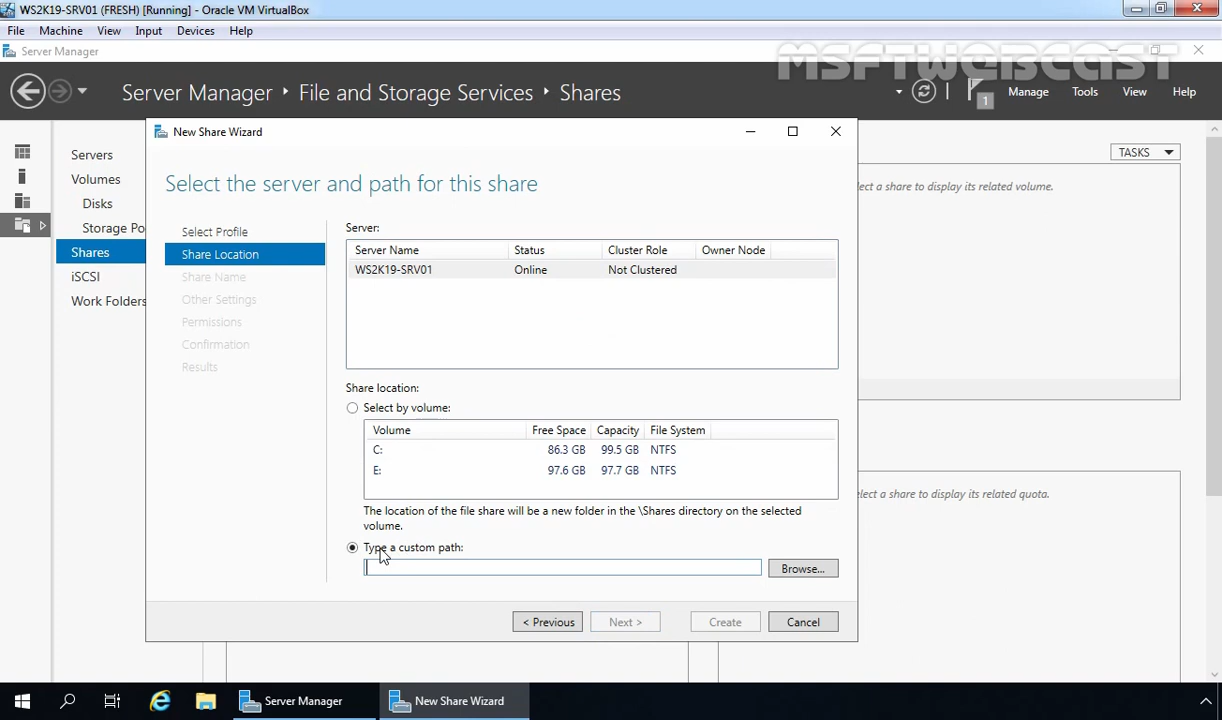 WS2K19-SRV01 (FRESH) [Running] - Oracle VM VirtualBox
File Machine View Input Devices Help
Server Manager
MSFTWEBCAST
Server Manager File and Storage Services Shares
1 Manage Tools View Help
New Share Wizard
Servers
Volumes
Disks
Storage Po
Shares
iSCSI
Work Folders
TASKS
Select the server and path for this share
Select Profile
Share Location
Share Name
Other Settings
Permissions
Confirmation
Results
Server:
Server Name Status Cluster Role Owner Node
WS2K19-SRV01 Online Not Clustered
Share location:
Select by volume:
Volume Free Space Capacity File System
C: 86.3 GB 99.5 GB NTFS
E: 97.6 GB 97.7 GB NTFS
The location of the file share will be a new folder in the \Shares directory on the selected
volume.
Type a custom path:
Browse...
< Previous Next > Create Cancel
lect a share to display its related volume.
lect a share to display its related quota.
Server Manager New Share Wizard